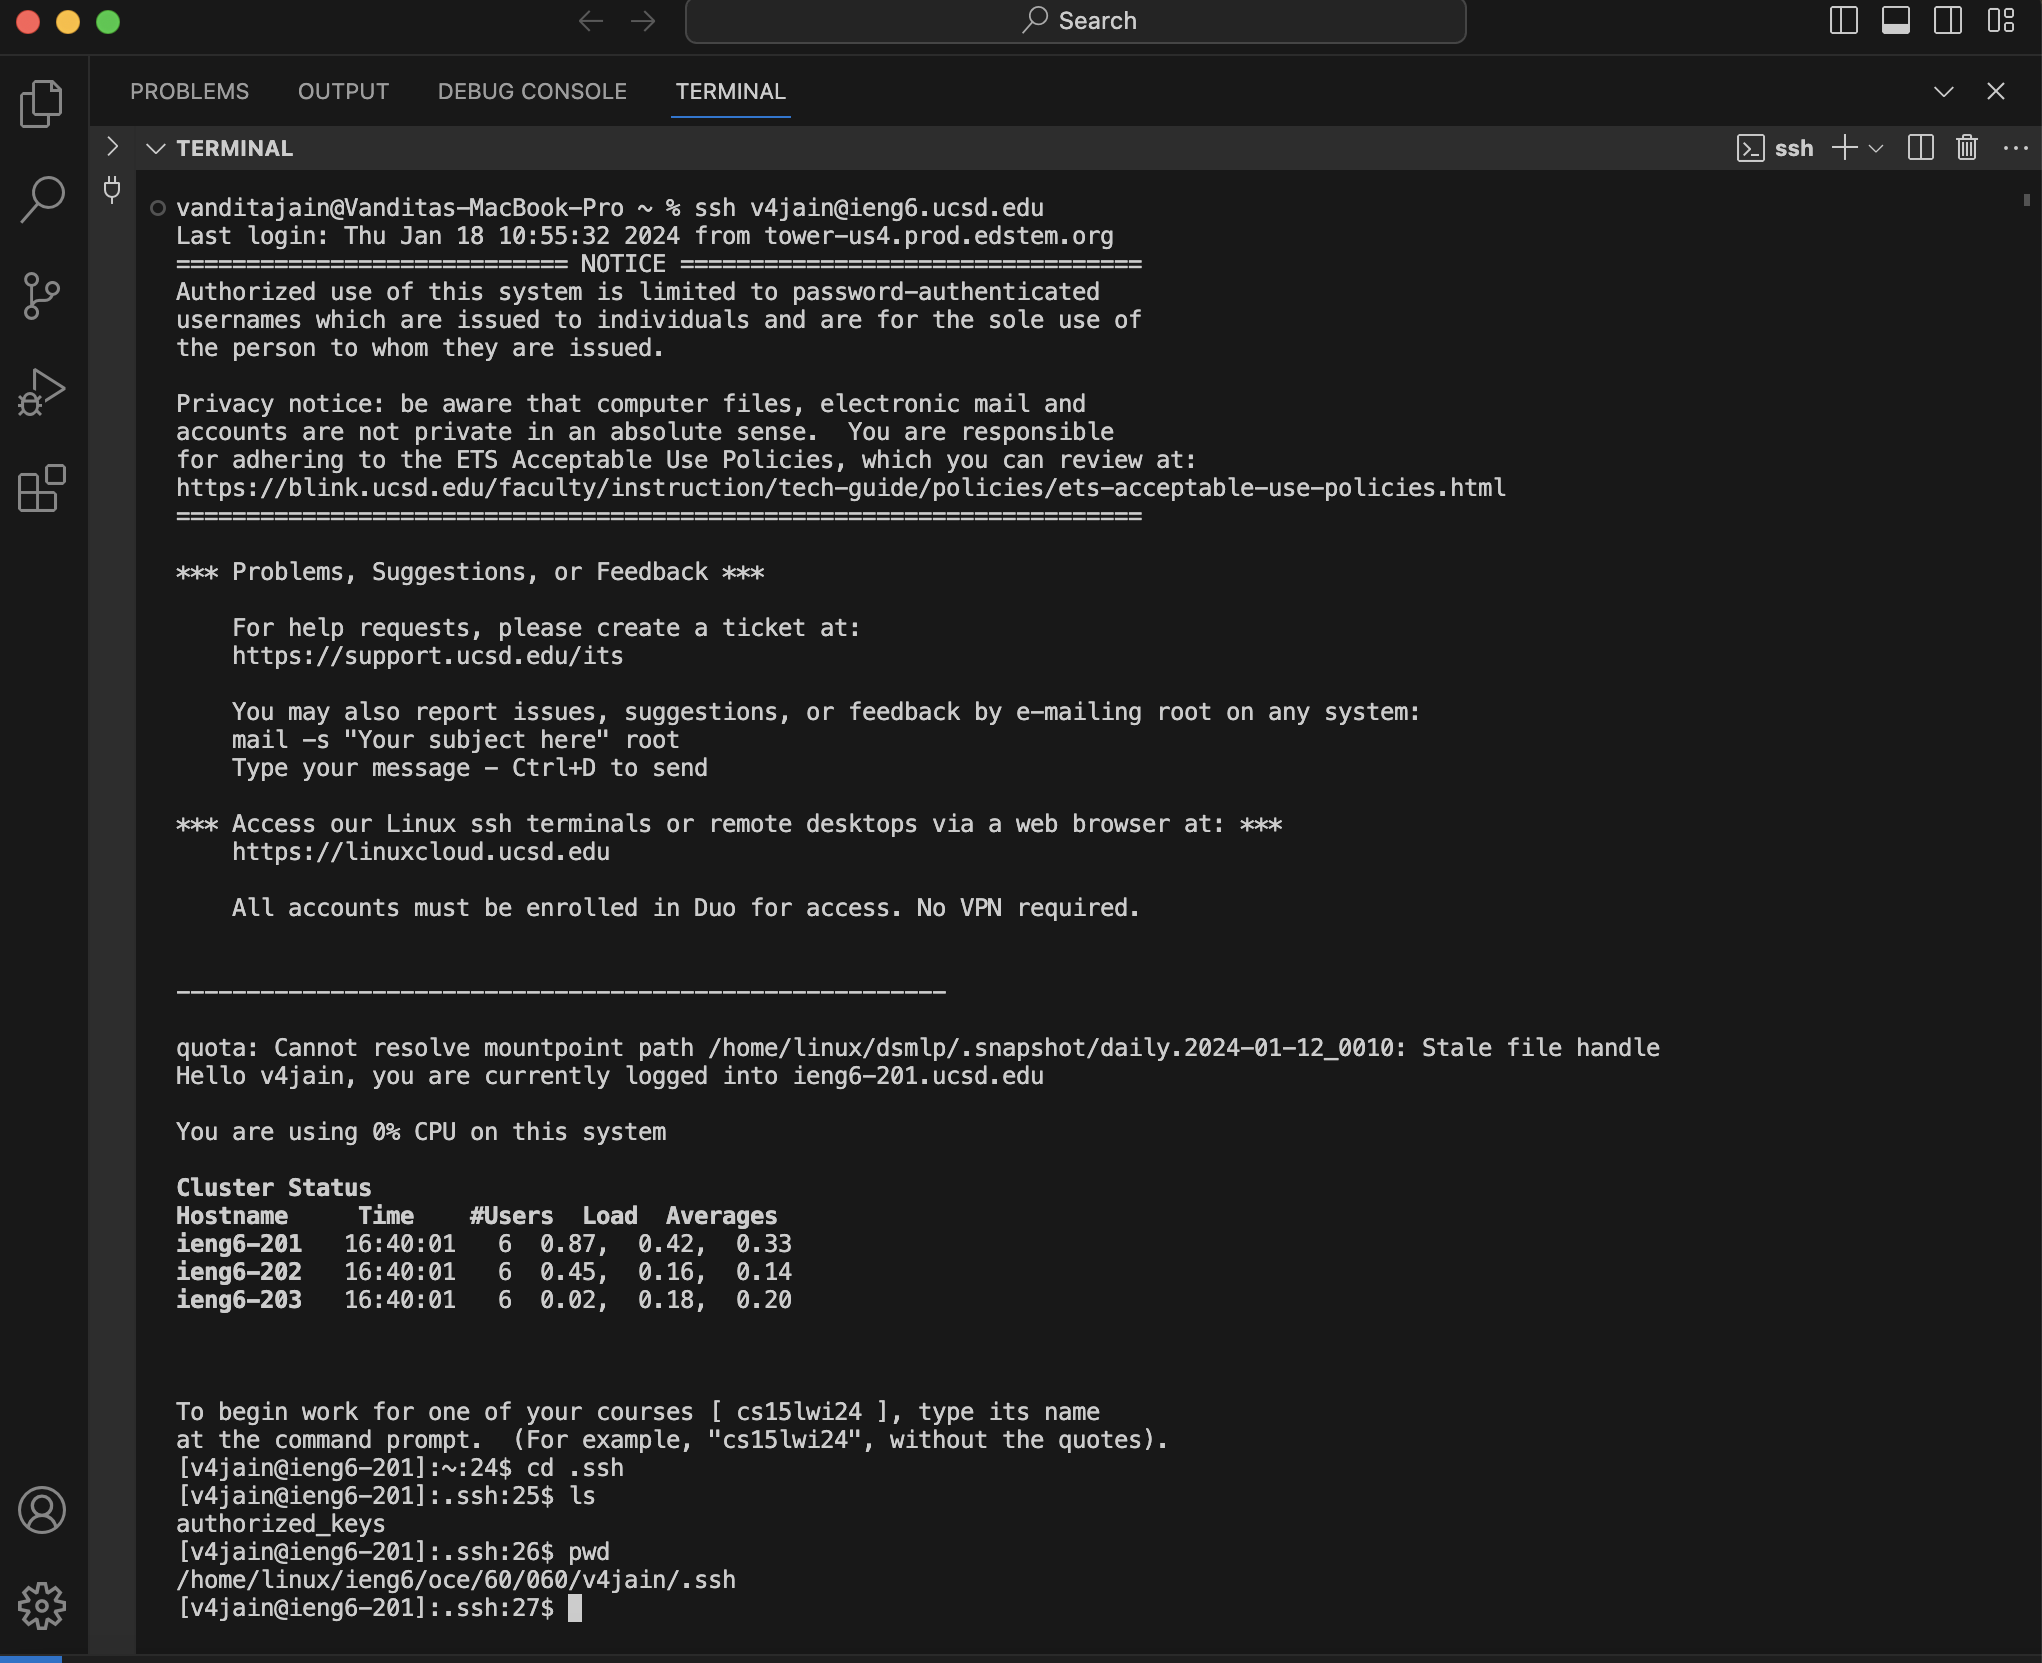 Search
PROBLEMS OUTPUT DEBUG CONSOLE TERMINAL
TERMINAL
ssh
vanditajain@Vanditas-MacBook-Pro ~ % ssh v4jain@ieng6.ucsd.edu
Last login: Thu Jan 18 10:55:32 2024 from tower-us4.prod.edstem.org
============================ NOTICE =================================
Authorized use of this system is limited to password-authenticated
usernames which are issued to individuals and are for the sole use of
the person to whom they are issued.
Privacy notice: be aware that computer files, electronic mail and
accounts are not private in an absolute sense.  You are responsible
for adhering to the ETS Acceptable Use Policies, which you can review at:
https://blink.ucsd.edu/faculty/instruction/tech-guide/policies/ets-acceptable-use-policies.html
=====================================================================
*** Problems, Suggestions, or Feedback ***
For help requests, please create a ticket at:
https://support.ucsd.edu/its
You may also report issues, suggestions, or feedback by e-mailing root on any system:
mail -s "Your subject here" root
Type your message - Ctrl+D to send
*** Access our Linux ssh terminals or remote desktops via a web browser at: ***
https://linuxcloud.ucsd.edu
All accounts must be enrolled in Duo for access. No VPN required.
-------------------------------------------------------
quota: Cannot resolve mountpoint path /home/linux/dsmlp/.snapshot/daily.2024-01-12_0010: Stale file handle
Hello v4jain, you are currently logged into ieng6-201.ucsd.edu
You are using 0% CPU on this system
Cluster Status
Hostname     Time    #Users  Load  Averages
ieng6-201   16:40:01   6  0.87,  0.42,  0.33
ieng6-202   16:40:01   6  0.45,  0.16,  0.14
ieng6-203   16:40:01   6  0.02,  0.18,  0.20
To begin work for one of your courses [ cs15lwi24 ], type its name
at the command prompt.  (For example, "cs15lwi24", without the quotes).
[v4jain@ieng6-201]:~:24$ cd .ssh
[v4jain@ieng6-201]:.ssh:25$ ls
authorized_keys
[v4jain@ieng6-201]:.ssh:26$ pwd
/home/linux/ieng6/oce/60/060/v4jain/.ssh
[v4jain@ieng6-201]:.ssh:27$